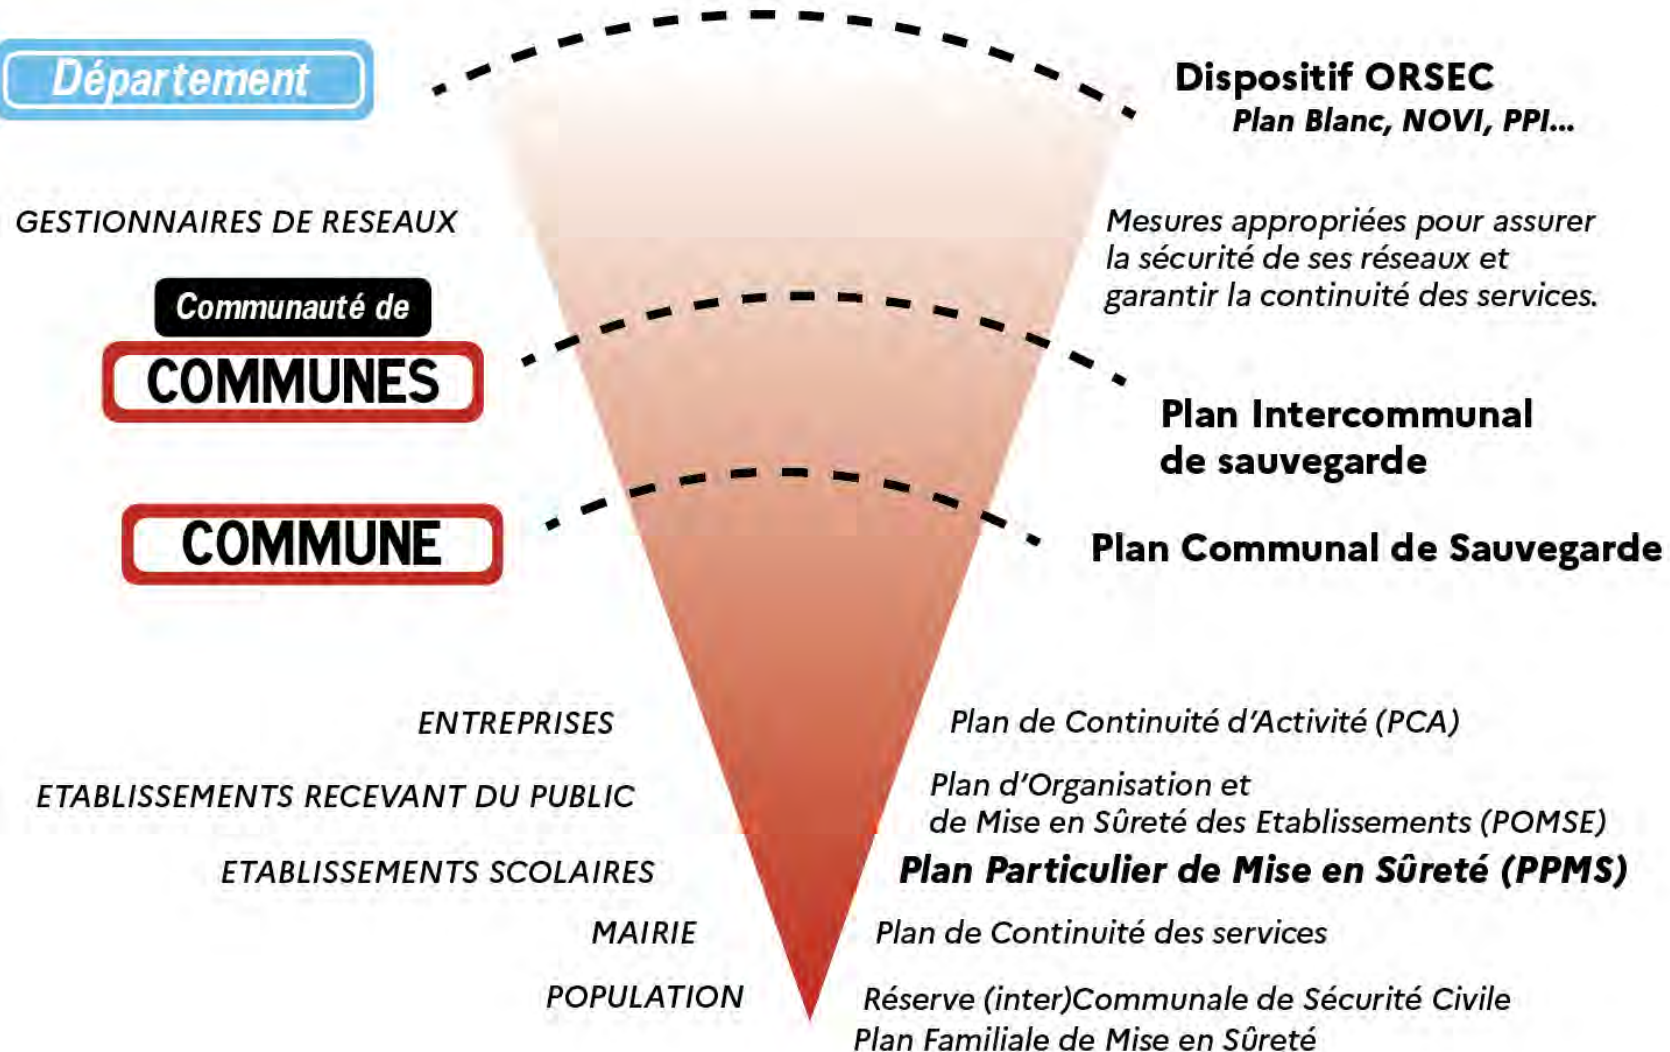 Département
Dispositif ORSEC
Plan Blanc, NOVI, PPI...
GESTIONNAIRES DE RESEAUX
Mesures appropriées pour assurer
la sécurité de ses réseaux et
garantir la continuité des services.
Communauté de
COMMUNES
Plan Intercommunal
de sauvegarde
COMMUNE
Plan Communal de Sauvegarde
ENTREPRISES
Plan de Continuité d'Activité (PCA)
ETABLISSEMENTS RECEVANT DU PUBLIC
Plan d'Organisation et
de Mise en Sûreté des Etablissements (POMSE)
ETABLISSEMENTS SCOLAIRES
Plan Particulier de Mise en Sûreté (PPMS)
MAIRIE
Plan de Continuité des services
POPULATION
Réserve (inter)Communale de Sécurité Civile
Plan Familiale de Mise en Sûreté